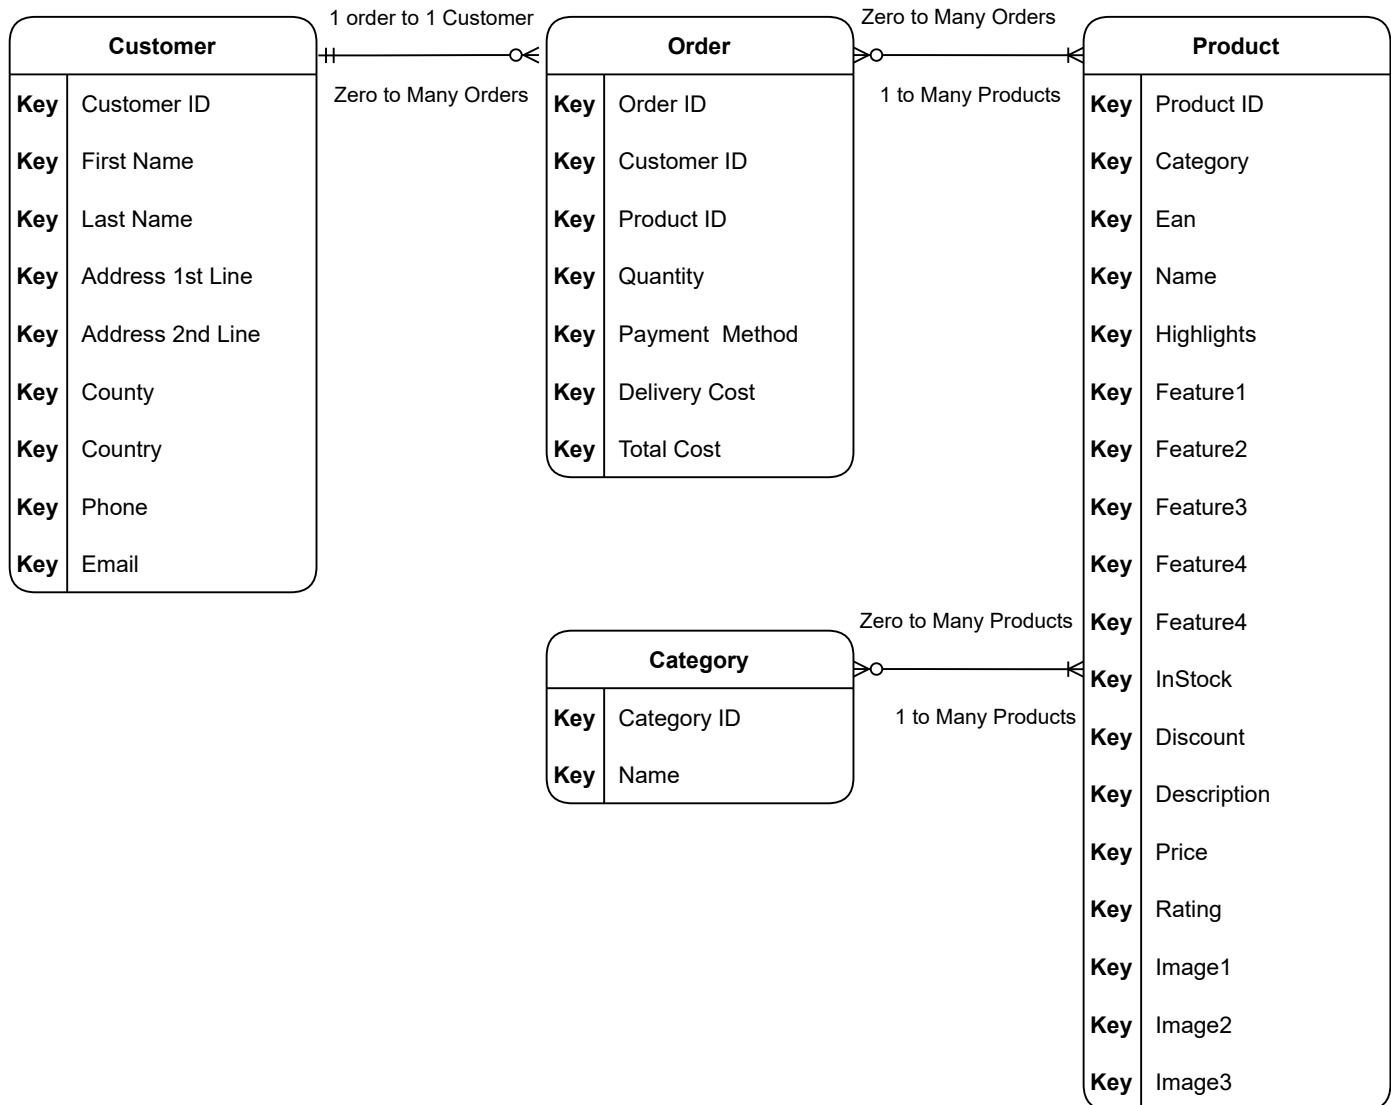 Customer
Key Customer ID
Key First Name
Key Last Name
Key Address 1st Line
Key Address 2nd Line
Key County
Key Country
Key Phone
Key Email
1 order to 1 Customer
Zero to Many Orders
Order
Key Order ID
Key Customer ID
Key Product ID
Key Quantity
Key Payment  Method
Key Delivery Cost
Key Total Cost
Zero to Many Orders
1 to Many Products
Product
Key Product ID
Key Category
Key Ean
Key Name
Key Highlights
Key Feature1
Key Feature2
Key Feature3
Key Feature4
Key Feature4
Key InStock
Key Discount
Key Description
Key Price
Key Rating
Key Image1
Key Image2
Key Image3
Category
Key Category ID
Key Name
Zero to Many Products
1 to Many Products